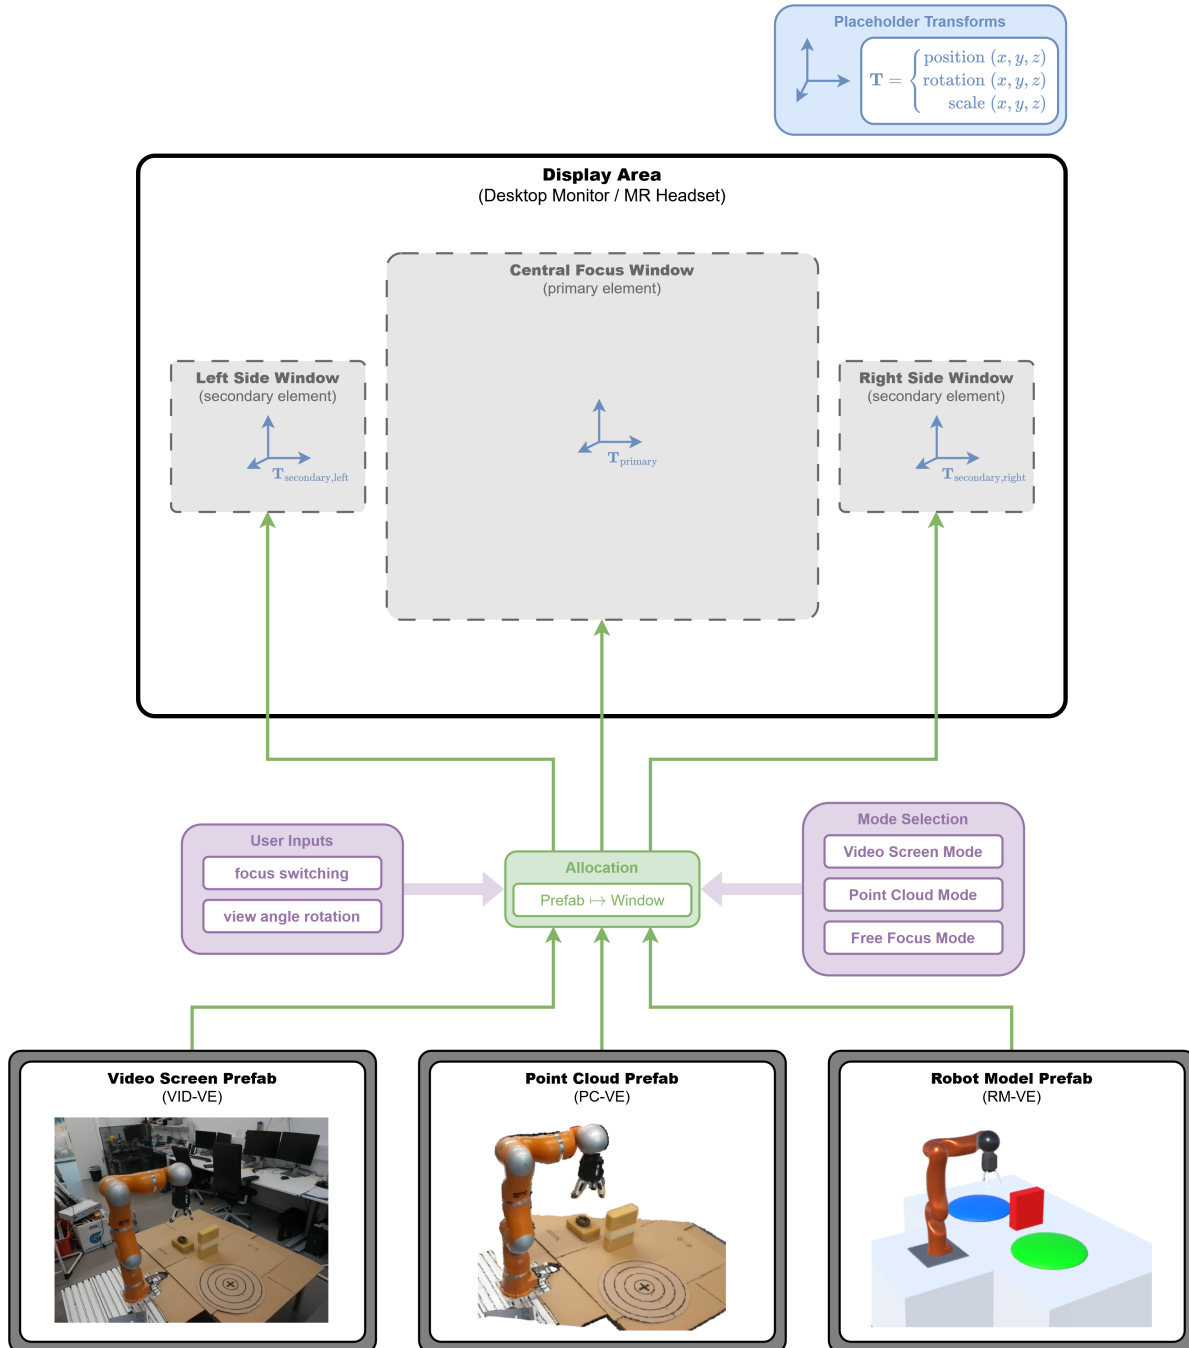 Placeholder Transforms
T = { position (x, y, z)
rotation (x, y, z)
scale (x, y, z)
Display Area
(Desktop Monitor / MR Headset)
Central Focus Window
(primary element)
T primary
Left Side Window
(secondary element)
T secondary,left
Right Side Window
(secondary element)
T secondary,right
User Inputs
focus switching
view angle rotation
Allocation
Prefab ↦ Window
Mode Selection
Video Screen Mode
Point Cloud Mode
Free Focus Mode
Video Screen Prefab
(VID-VE)
Point Cloud Prefab
(PC-VE)
Robot Model Prefab
(RM-VE)